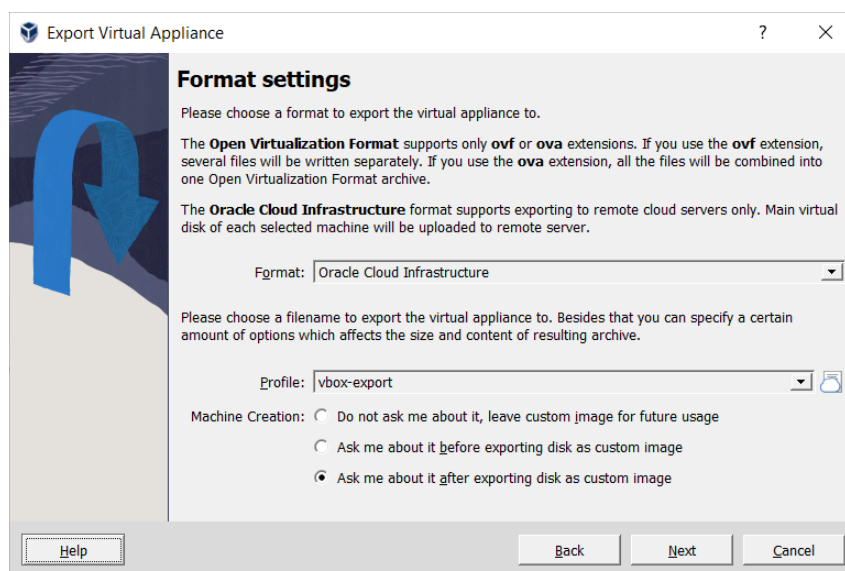 Export Virtual Appliance
?
Format settings
Please choose a format to export the virtual appliance to.
The Open Virtualization Format supports only ovf or ova extensions. If you use the ovf extension,
several files will be written separately. If you use the ova extension, all the files will be combined into
one Open Virtualization Format archive.
The Oracle Cloud Infrastructure format supports exporting to remote cloud servers only. Main virtual
disk of each selected machine will be uploaded to remote server.
Format: Oracle Cloud Infrastructure
Please choose a filename to export the virtual appliance to. Besides that you can specify a certain
amount of options which affects the size and content of resulting archive.
Profile: vbox-export
Machine Creation: Do not ask me about it, leave custom image for future usage
Ask me about it before exporting disk as custom image
Ask me about it after exporting disk as custom image
Help Back Next Cancel